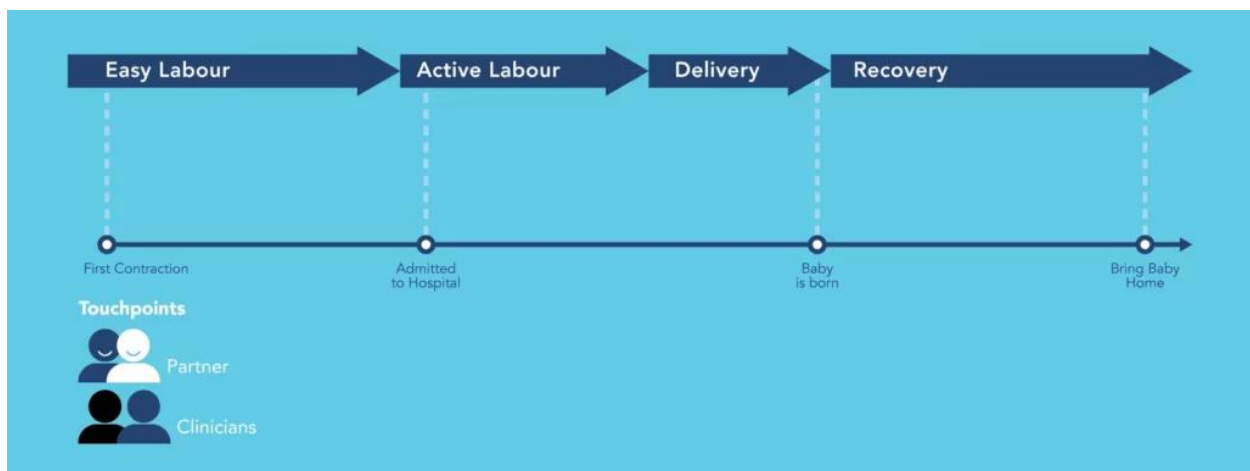 Easy Labour
Active Labour
Delivery
Recovery
First Contraction
Admitted
to Hospital
Baby
is born
Bring Baby
Home
Touchpoints
Partner
Clinicians